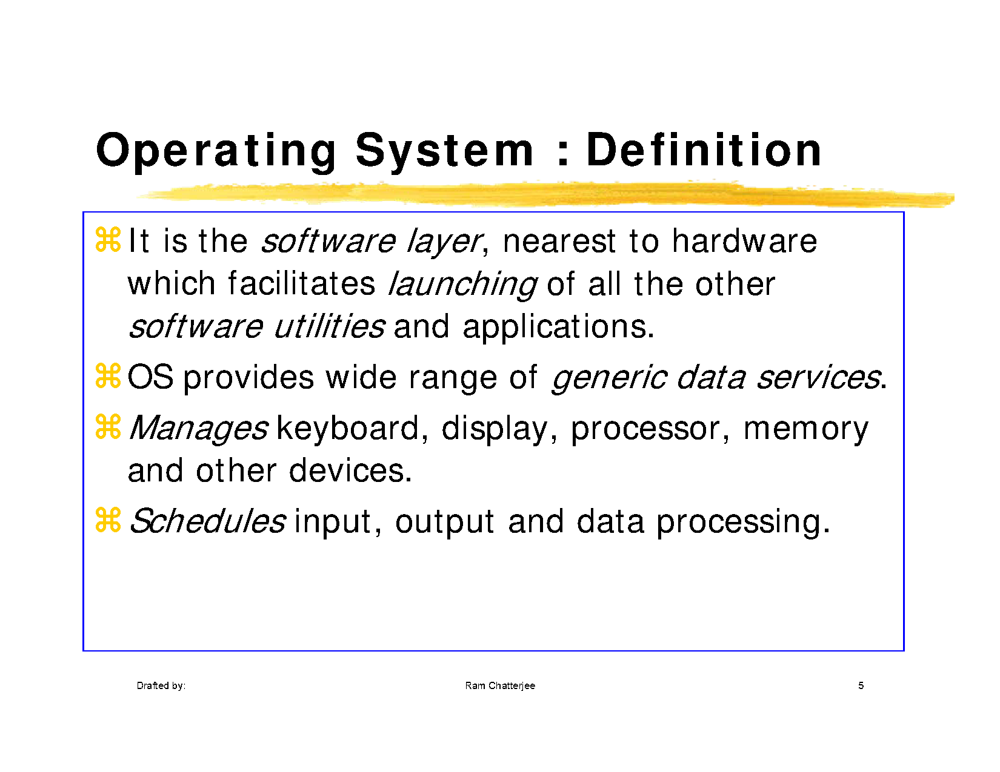 Operating System : Definition
⌘It is the software layer, nearest to hardware
which facilitates launching of all the other
software utilities and applications.
⌘OS provides wide range of generic data services.
⌘Manages keyboard, display, processor, memory
and other devices.
⌘Schedules input, output and data processing.
Drafted by: Ram Chatterjee 5